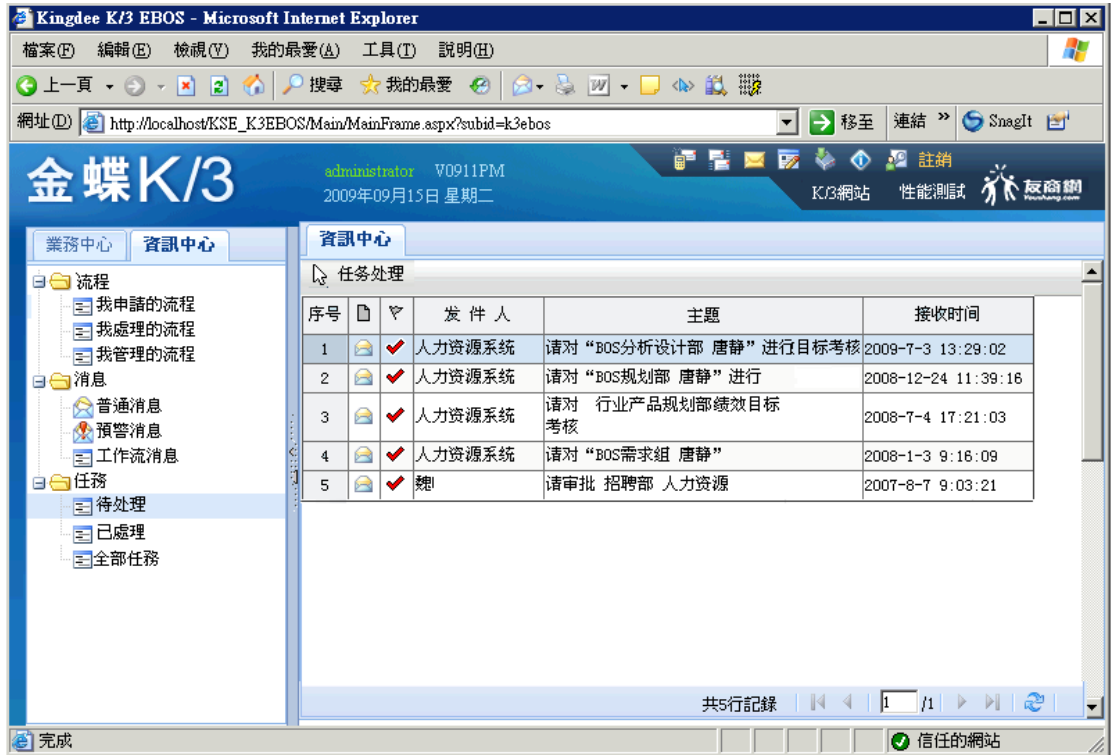 Kingdee K/3 EBOS - Microsoft Internet Explorer
檔案(F) 編輯(E) 檢視(V) 我的最愛(A) 工具(T) 説明(H)
上一頁 搜尋 我的最愛
網址(D) http://localhost/KSE_K3EBOS/Main/MainFrame.aspx?subid=k3ebos 移至 連結 » SnagIt
金蝶K/3
administrator V0911PM
2009年09月15日 星期二
註銷
K/3網站 性能測試 友商網
Youshang.com
業務中心 資訊中心
流程
我申請的流程
我處理的流程
我管理的流程
消息
普通消息
預警消息
工作流消息
任務
待处理
已處理
全部任務
資訊中心
任务处理
序号 发件人 主题 接收时间
1 人力资源系统 请对“BOS分析设计部 唐静”进行目标考核 2009-7-3 13:29:02
2 人力资源系统 请对“BOS规划部 唐静”进行 2008-12-24 11:39:16
3 人力资源系统 请对 行业产品规划部绩效目标 2008-7-4 17:21:03
考核
4 人力资源系统 请对“BOS需求组 唐静” 2008-1-3 9:16:09
5 魏 请审批 招聘部 人力资源 2007-8-7 9:03:21
共5行記錄 1 /1
完成 信任的網站